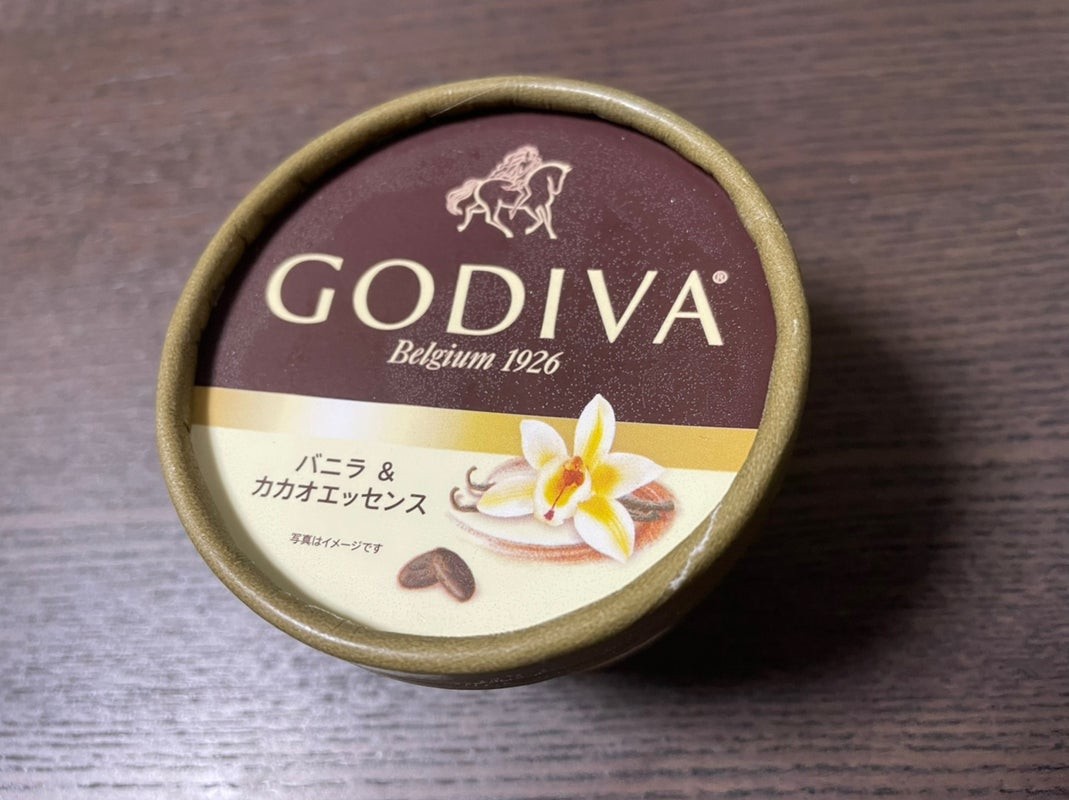 GODIVA®
Belgium 1926
バニラ &
カカオエッセンス
写真はイメージです